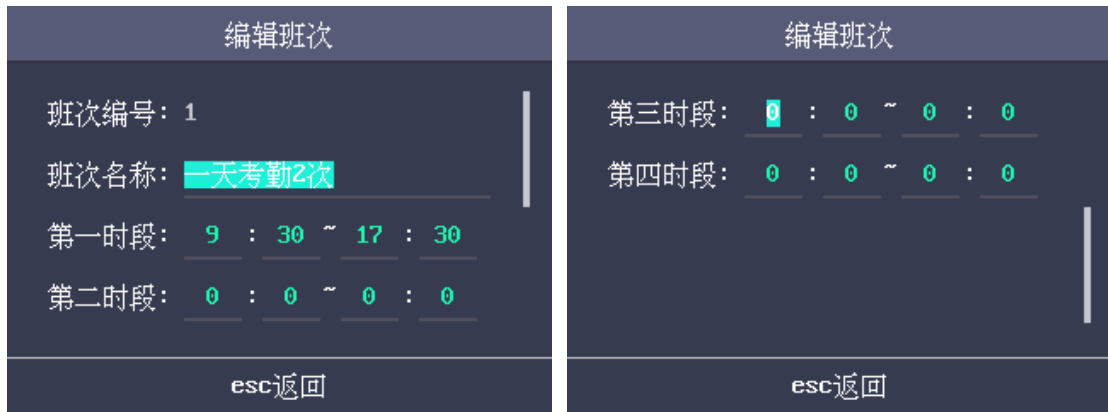 编辑班次
班次编号: 1
班次名称: 一天考勤2次
第一时段: 9 : 30 ~ 17 : 30
第二时段: 0 : 0 ~ 0 : 0
esc返回
编辑班次
第三时段: 0 : 0 ~ 0 : 0
第四时段: 0 : 0 ~ 0 : 0
esc返回